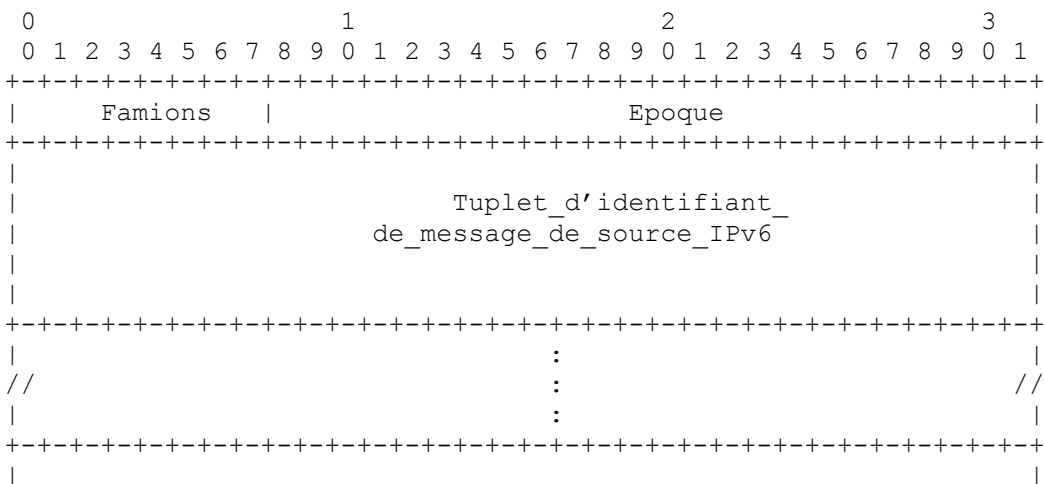 0                   1                   2                   3
 0 1 2 3 4 5 6 7 8 9 0 1 2 3 4 5 6 7 8 9 0 1 2 3 4 5 6 7 8 9 0 1
+-+-+-+-+-+-+-+-+-+-+-+-+-+-+-+-+-+-+-+-+-+-+-+-+-+-+-+-+-+-+-+-+
|     Famions   |                      Epoque                   |
+-+-+-+-+-+-+-+-+-+-+-+-+-+-+-+-+-+-+-+-+-+-+-+-+-+-+-+-+-+-+-+-+
|                                                               |
|                           Tuplet_d’identifiant_               |
|                      de_message_de_source_IPv6                |
|                                                               |
|                                                               |
+-+-+-+-+-+-+-+-+-+-+-+-+-+-+-+-+-+-+-+-+-+-+-+-+-+-+-+-+-+-+-+-+
|                                 :                             |
//                                :                            //
|                                 :                             |
+-+-+-+-+-+-+-+-+-+-+-+-+-+-+-+-+-+-+-+-+-+-+-+-+-+-+-+-+-+-+-+-+
|                                                               |